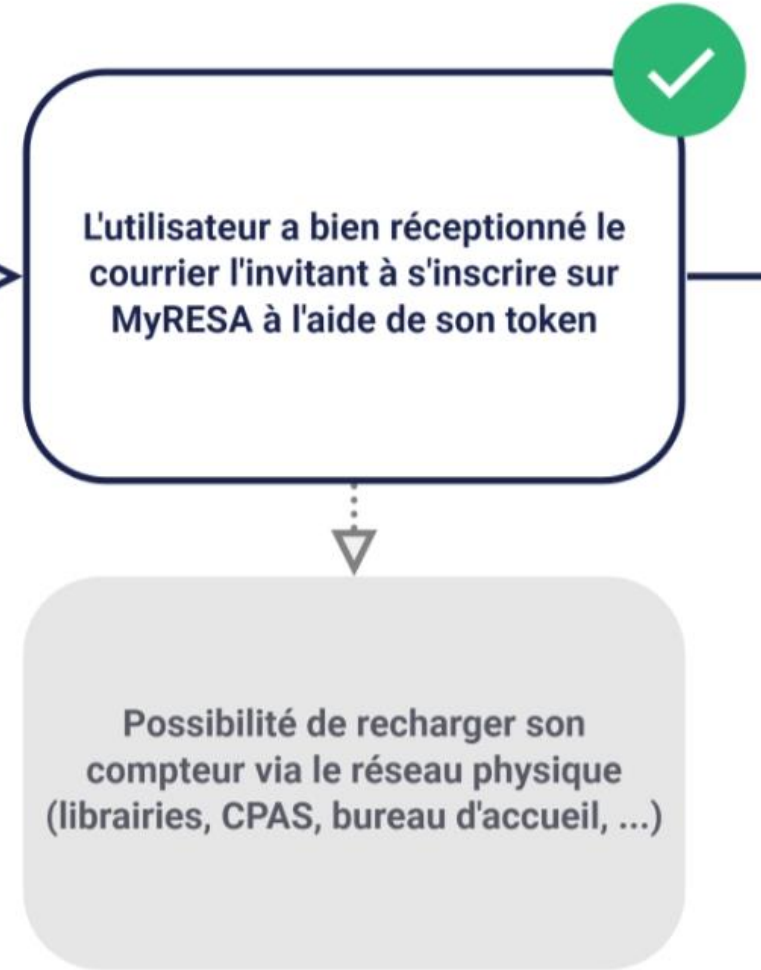 L'utilisateur a bien réceptionné le
courrier l'invitant à s'inscrire sur
MyRESA à l'aide de son token
Possibilité de recharger son
compteur via le réseau physique
(librairies, CPAS, bureau d'accueil, ...)